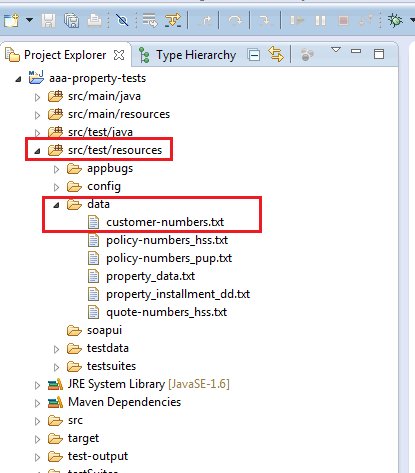 Project Explorer
Type Hierarchy
aaa-property-tests
src/main/java
src/main/resources
src/test/java
src/test/resources
appbugs
config
data
customer-numbers.txt
policy-numbers_hss.txt
policy-numbers_pup.txt
property_data.txt
property_installment_dd.txt
quote-numbers_hss.txt
soapui
testdata
testsuites
JRE System Library [JavaSE-1.6]
Maven Dependencies
src
target
test-output
testSuites